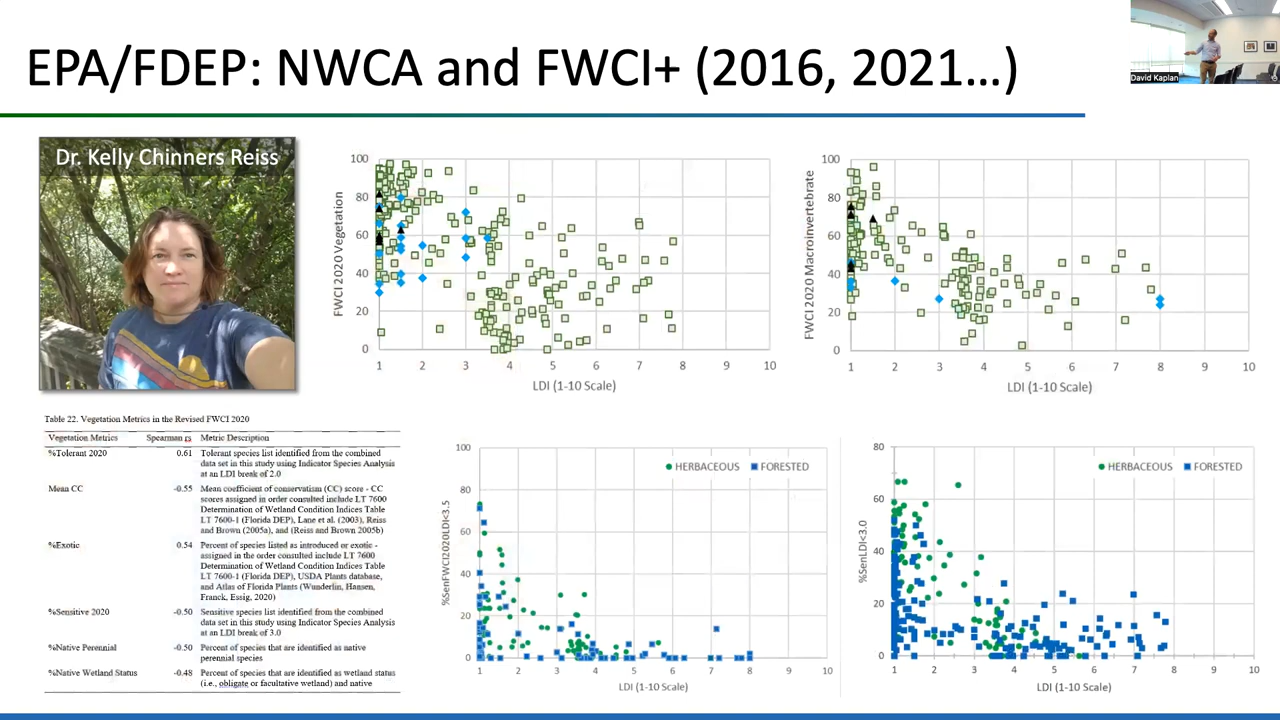 EPA/FDEP: NWCA and FWCI+ (2016, 2021...)
David Kaplan
Dr. Kelly Chinners Reiss
FWCI 2020 Vegetation
100
80
60
40
20
0
1 2 3 4 5 6 7 8 9 10
LDI (1-10 Scale)
FWCI 2020 Macroinvertebrate
100
80
60
40
20
0
1 2 3 4 5 6 7 8 9 10
LDI (1-10 Scale)
Table 22. Vegetation Metrics in the Revised FWCI 2020
Vegetation Metrics Spearman rs Metric Description
%Tolerant 2020 0.61 Tolerant species list identified from the combined
data set in this study using Indicator Species Analysis
at an LDI break of 2.0
Mean CC -0.55 Mean coefficient of conservatism (CC) score - CC
scores assigned in order consulted include LT 7600
Determination of Wetland Condition Indices Table
LT 7600-1 (Florida DEP), Lane et al. (2003), Reiss
and Brown (2005a), and (Reiss and Brown 2005b)
%Exotic 0.54 Percent of species listed as introduced or exotic -
assigned in the order consulted include LT 7600
Determination of Wetland Condition Indices Table
LT 7600-1 (Florida DEP), USDA Plants database,
and Atlas of Florida Plants (Wunderlin, Hansen,
Franck, Essig, 2020)
%Sensitive 2020 -0.50 Sensitive species list identified from the combined
data set in this study using Indicator Species Analysis
at an LDI break of 3.0
%Native Perennial -0.50 Percent of species that are identified as native
perennial species
%Native Wetland Status -0.48 Percent of species that are identified as wetland status
(i.e., obligate or facultative wetland) and native
%SenFWCI2020LDI<3.5
100
80
60
40
20
0
HERBACEOUS FORESTED
1 2 3 4 5 6 7 8 9 10
LDI (1-10 Scale)
%SenLDI<3.0
80
60
40
20
0
HERBACEOUS FORESTED
1 2 3 4 5 6 7 8 9 10
LDI (1-10 Scale)